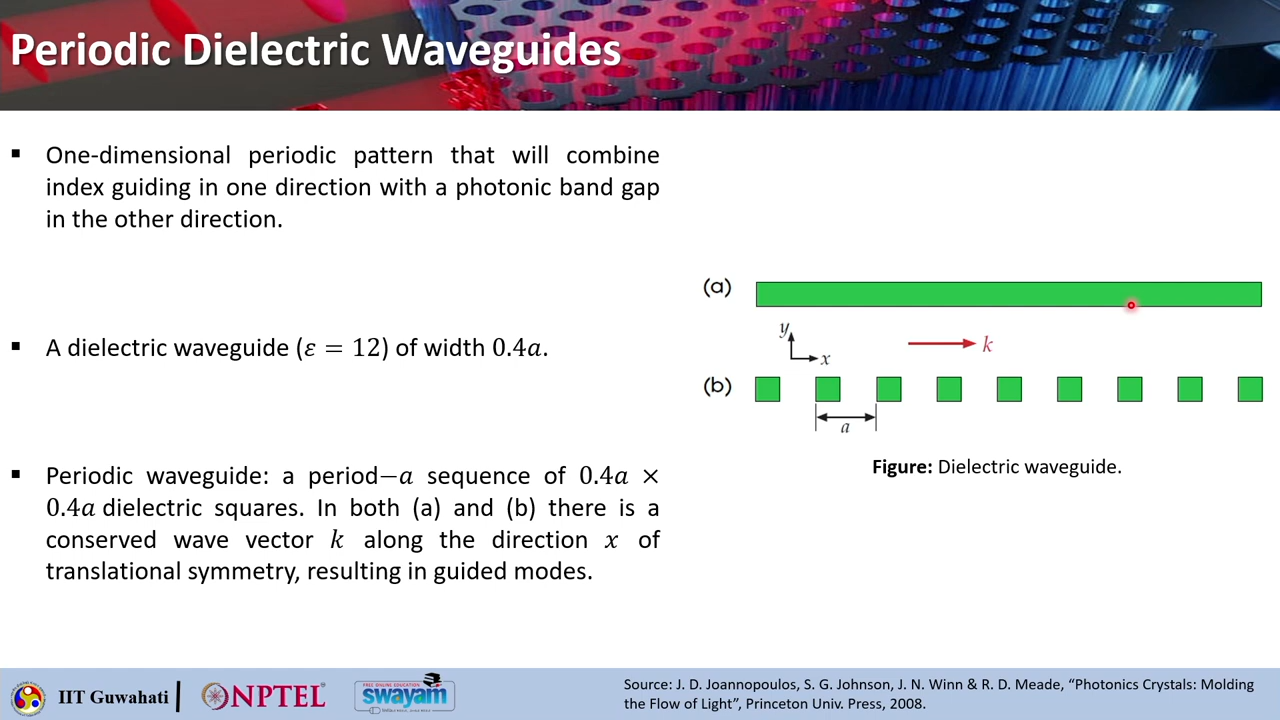 Periodic Dielectric Waveguides
▪ One-dimensional periodic pattern that will combine
index guiding in one direction with a photonic band gap
in the other direction.
▪ A dielectric waveguide (ε = 12) of width 0.4a.
▪ Periodic waveguide: a period−a sequence of 0.4a ×
0.4a dielectric squares. In both (a) and (b) there is a
conserved wave vector k along the direction x of
translational symmetry, resulting in guided modes.
(a)
y
x
k
(b)
a
Figure: Dielectric waveguide.
IIT Guwahati
NPTEL
FREE ONLINE EDUCATION
swayam
Source: J. D. Joannopoulos, S. G. Johnson, J. N. Winn & R. D. Meade, “Photonics Crystals: Molding
the Flow of Light”, Princeton Univ. Press, 2008.